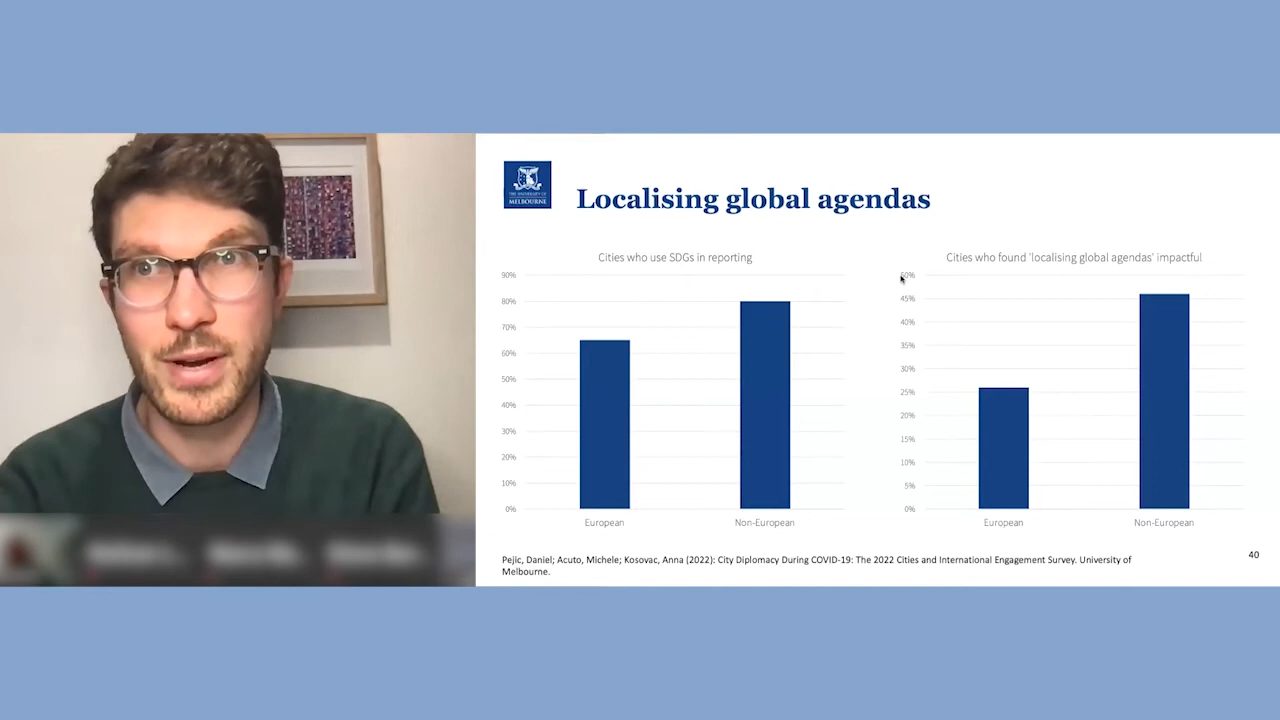 THE UNIVERSITY OF
MELBOURNE
Localising global agendas
Cities who use SDGs in reporting
90%
80%
70%
60%
50%
40%
30%
20%
10%
0%
European
Non-European
Cities who found 'localising global agendas' impactful
50%
45%
40%
35%
30%
25%
20%
15%
10%
5%
0%
European
Non-European
Pejic, Daniel; Acuto, Michele; Kosovac, Anna (2022): City Diplomacy During COVID-19: The 2022 Cities and International Engagement Survey. University of
Melbourne.
40